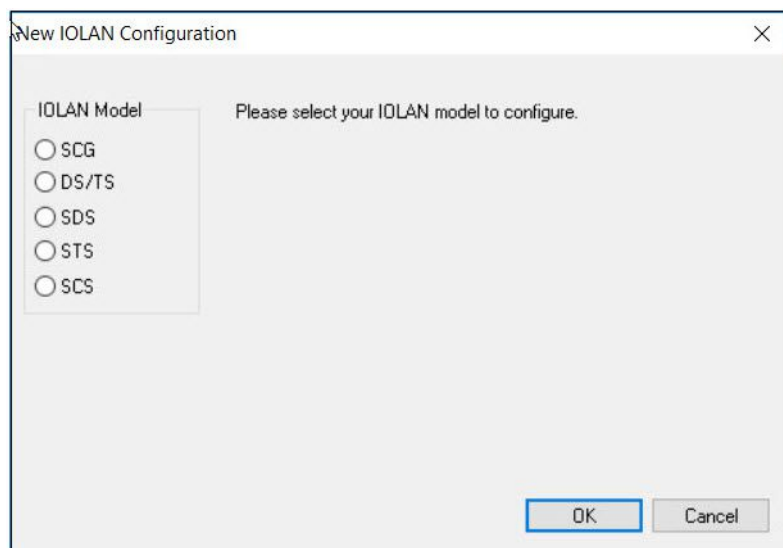 New IOLAN Configuration
IOLAN Model
Please select your IOLAN model to configure.
SCG
DS/TS
SDS
STS
SCS
OK
Cancel